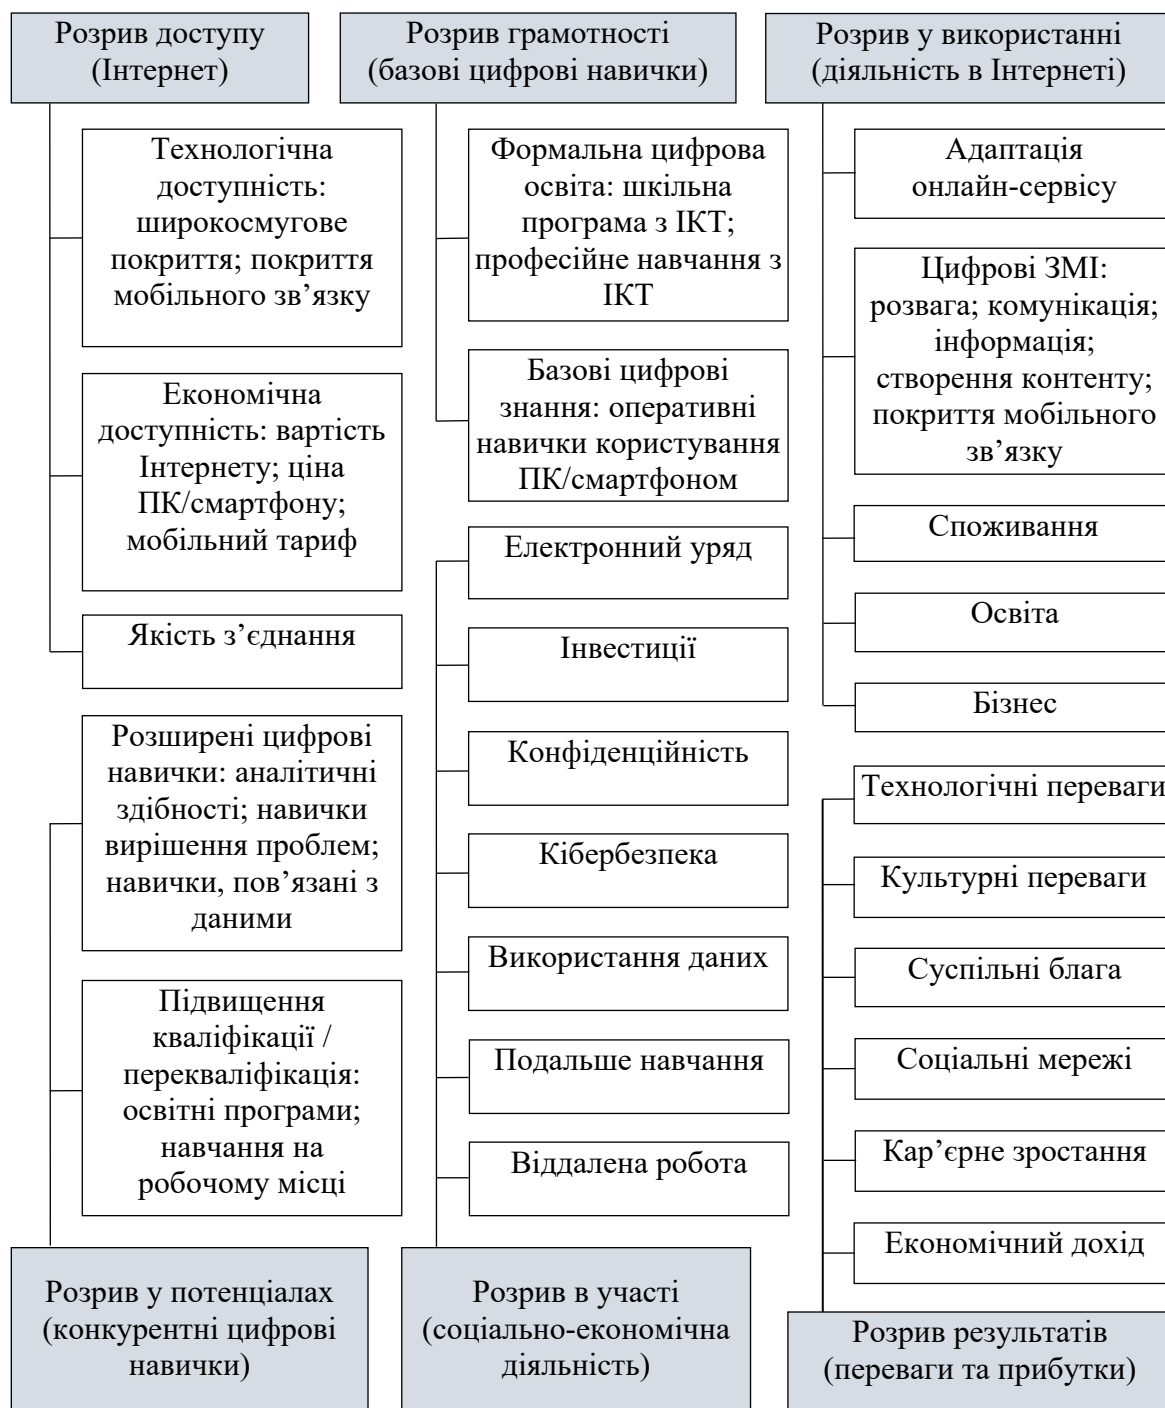 Розрив доступу
(Інтернет)
Технологічна
доступність:
широкосмугове
покриття; покриття
мобільного зв’язку
Економічна
доступність: вартість
Інтернету; ціна
ПК/смартфону;
мобільний тариф
Якість з’єднання
Розрив грамотності
(базові цифрові навички)
Формальна цифрова
освіта: шкільна
програма з ІКТ;
професійне навчання з
ІКТ
Базові цифрові
знання: оперативні
навички користування
ПК/смартфоном
Розрив у використанні
(діяльність в Інтернеті)
Адаптація
онлайн-сервісу
Цифрові ЗМІ:
розвага; комунікація;
інформація;
створення контенту;
покриття мобільного
зв’язку
Споживання
Освіта
Бізнес
Розширені цифрові
навички: аналітичні
здібності; навички
вирішення проблем;
навички, пов’язані з
даними
Підвищення
кваліфікації /
перекваліфікація:
освітні програми;
навчання на
робочому місці
Розрив у потенціалах
(конкурентні цифрові
навички)
Електронний уряд
Інвестиції
Конфіденційність
Кібербезпека
Використання даних
Подальше навчання
Віддалена робота
Розрив в участі
(соціально-економічна
діяльність)
Технологічні переваги
Культурні переваги
Суспільні блага
Соціальні мережі
Кар’єрне зростання
Економічний дохід
Розрив результатів
(переваги та прибутки)